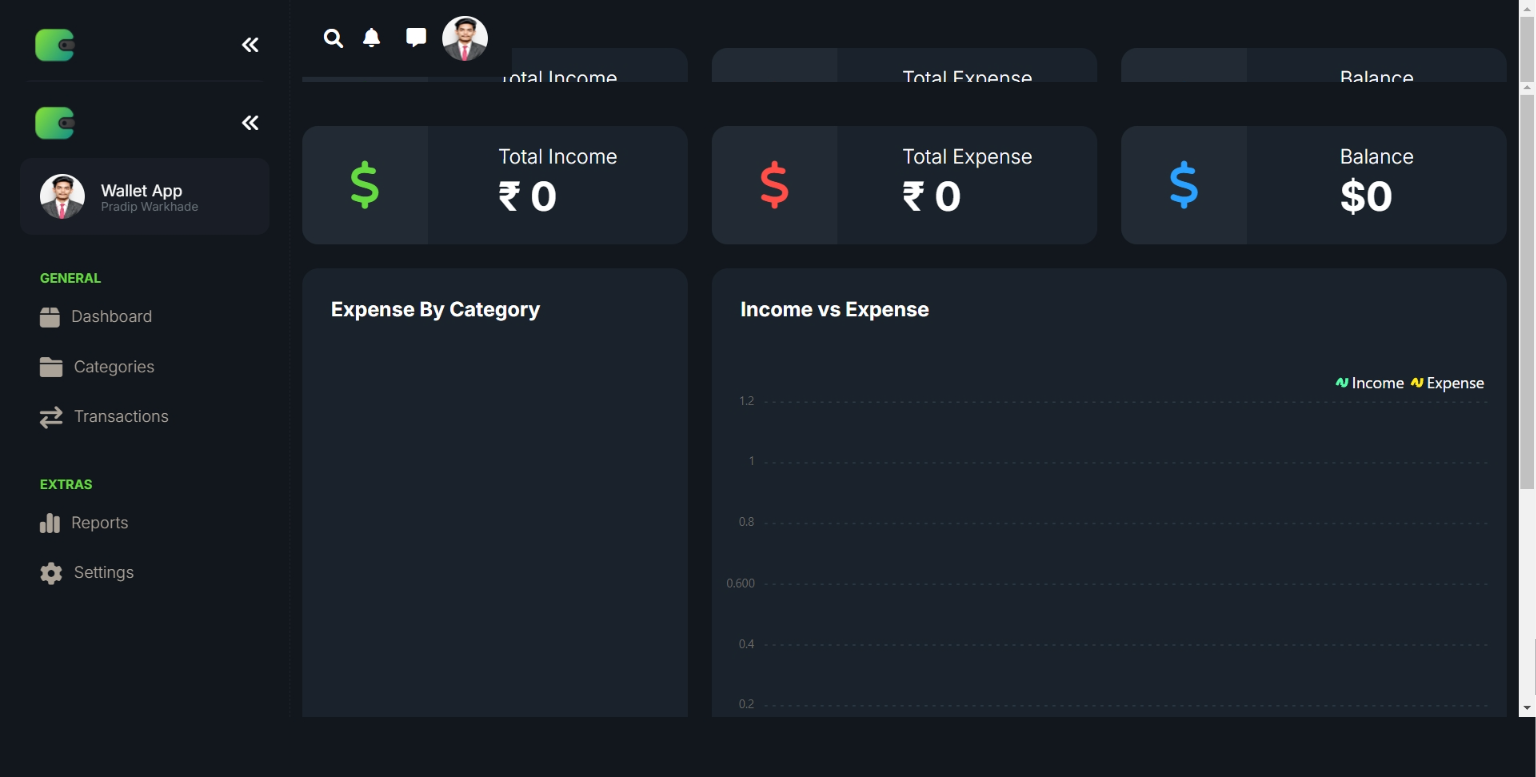 Total Income
Total Expense
Balance
Wallet App
Pradip Warkhade
GENERAL
Dashboard
Categories
Transactions
EXTRAS
Reports
Settings
Total Income
₹ 0
Total Expense
₹ 0
Balance
$0
Expense By Category
Income vs Expense
Income Expense
1.2
1
0.8
0.600
0.4
0.2